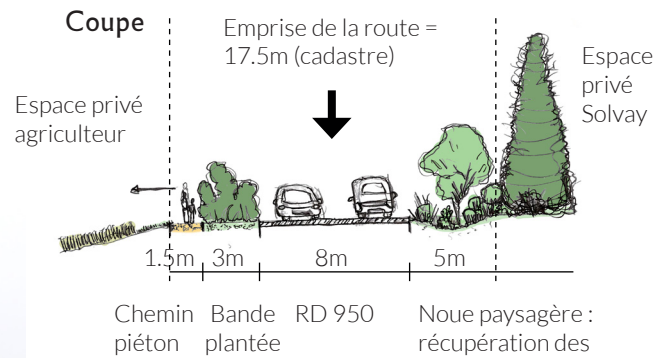 Coupe
Emprise de la route =
17.5m (cadastre)
Espace privé
agriculteur
Espace
privé
Solvay
1.5m 3m 8m 5m
Chemin
piéton
Bande
plantée
RD 950
Noue paysagère :
récupération des